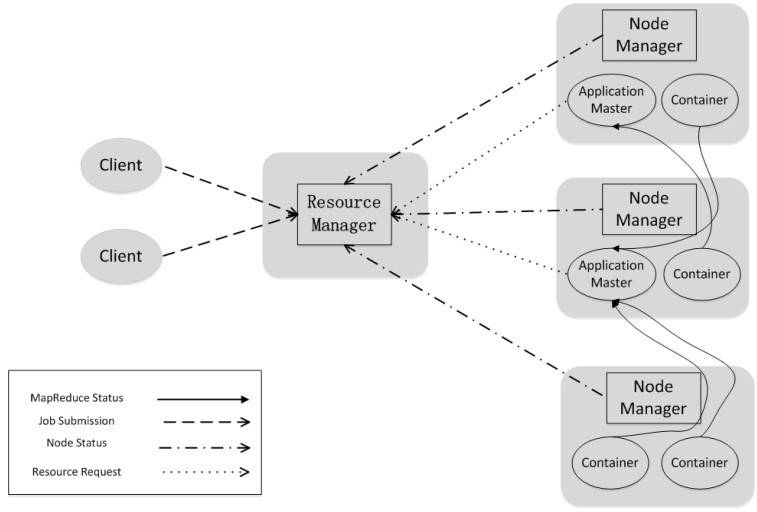 Node
Manager
Application
Master
Container
Client
Resource
Manager
Node
Manager
Client
Application
Master
Container
Node
Manager
Container
Container
MapReduce Status
Job Submission
Node Status
Resource Request